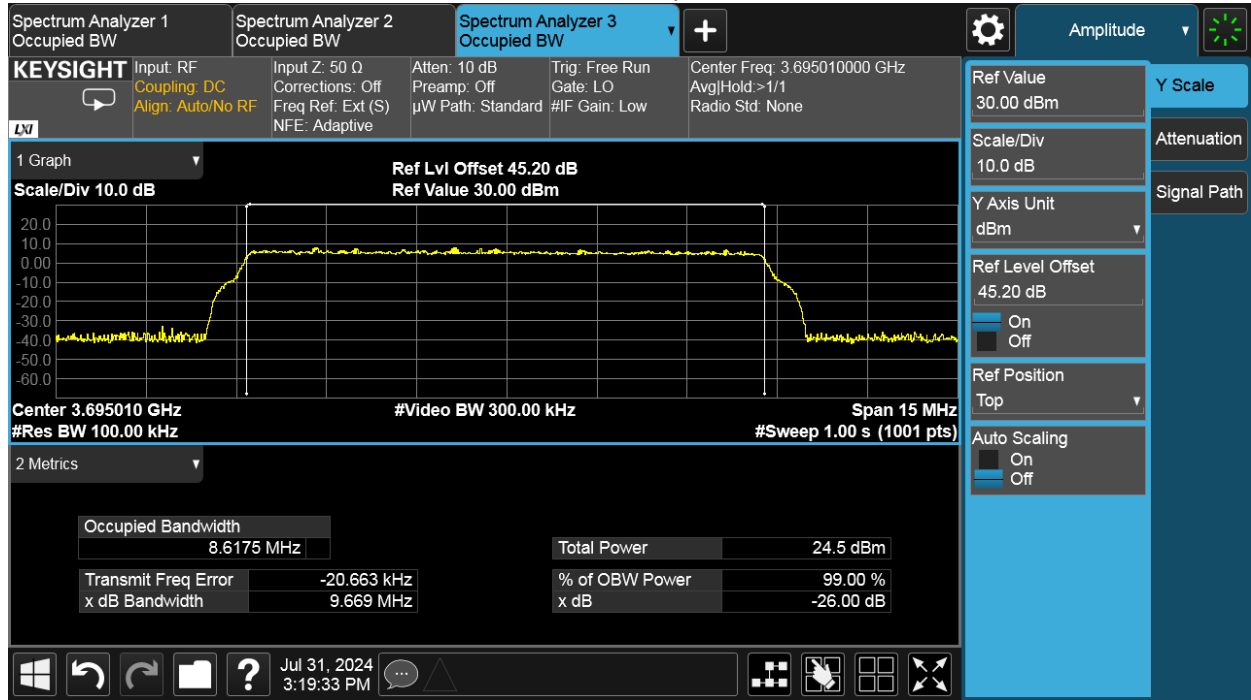 Spectrum Analyzer 1
Occupied BW
Spectrum Analyzer 2
Occupied BW
Spectrum Analyzer 3
Occupied BW
Amplitude
KEYSIGHT
LXI
Input: RF
Coupling: DC
Align: Auto/No RF
Input Z: 50 Ω
Corrections: Off
Freq Ref: Ext (S)
NFE: Adaptive
Atten: 10 dB
Preamp: Off
µW Path: Standard
Trig: Free Run
Gate: LO
#IF Gain: Low
Center Freq: 3.695010000 GHz
Avg|Hold:>1/1
Radio Std: None
1 Graph
Scale/Div 10.0 dB
Ref Lvl Offset 45.20 dB
Ref Value 30.00 dBm
20.0
10.0
0.00
-10.0
-20.0
-30.0
-40.0
-50.0
-60.0
Center 3.695010 GHz
#Res BW 100.00 kHz
#Video BW 300.00 kHz
Span 15 MHz
#Sweep 1.00 s (1001 pts)
2 Metrics
Occupied Bandwidth
8.6175 MHz
Total Power 24.5 dBm
Transmit Freq Error -20.663 kHz
% of OBW Power 99.00 %
x dB Bandwidth 9.669 MHz
x dB -26.00 dB
?
Jul 31, 2024
3:19:33 PM
Ref Value
30.00 dBm
Scale/Div
10.0 dB
Y Axis Unit
dBm
Ref Level Offset
45.20 dB
On
Off
Ref Position
Top
Auto Scaling
On
Off
Y Scale
Attenuation
Signal Path